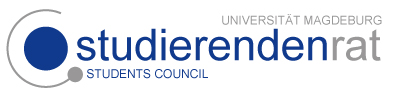 UNIVERSITÄT MAGDEBURG
studierendenrat
STUDENTS COUNCIL